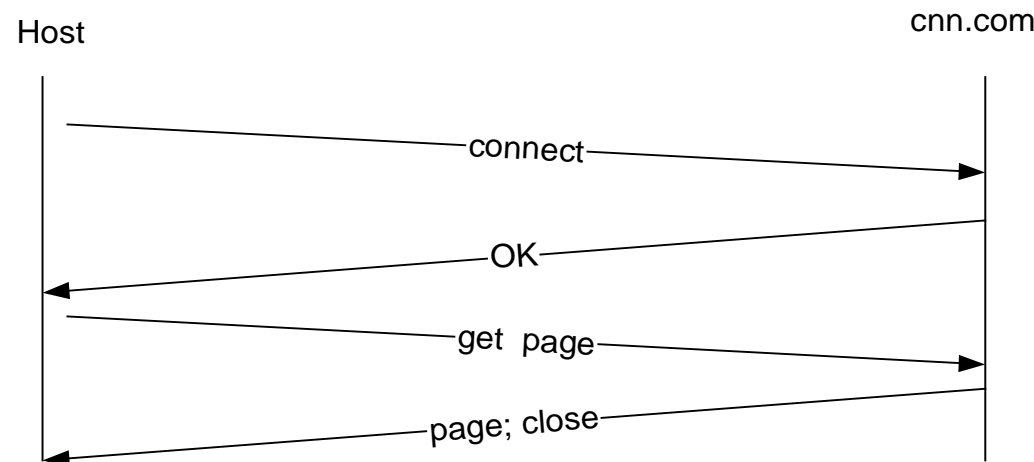 Host
cnn.com
connect
OK
get page
page; close